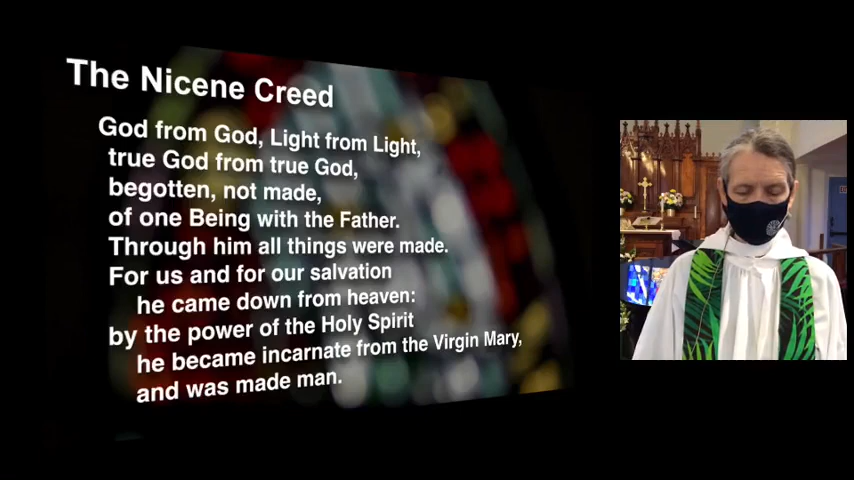 The Nicene Creed
God from God, Light from Light,
true God from true God,
begotten, not made,
of one Being with the Father.
Through him all things were made.
For us and for our salvation
he came down from heaven:
by the power of the Holy Spirit
he became incarnate from the Virgin Mary,
and was made man.